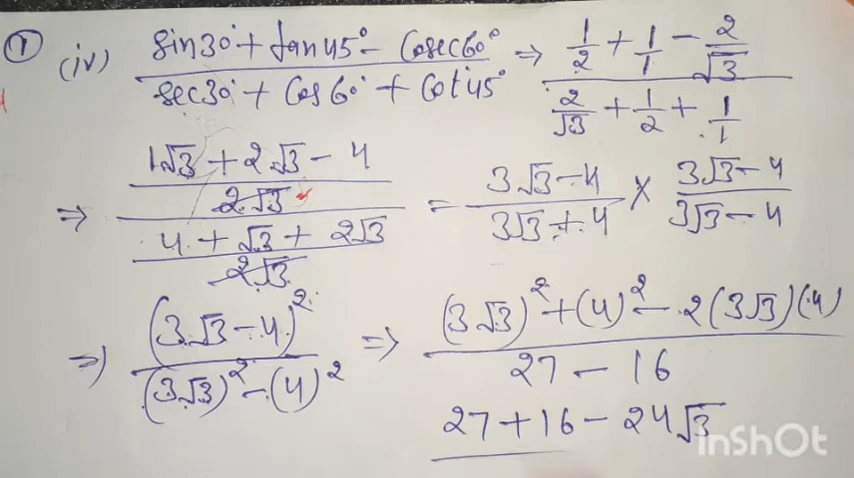 ① (iv) (sin30° + tan45° - Cosec60°)/(sec30° + Cos60° + Cot45°) ⇒ (1/2 + 1/1 - 2/√3)/(2/√3 + 1/2 + 1/1)
⇒ ((1√3 + 2√3 - 4)/(2√3))/((4 + √3 + 2√3)/(2√3)) = (3√3 - 4)/(3√3 + 4) × (3√3 - 4)/(3√3 - 4)
⇒ (3√3 - 4)²/((3√3)² - (4)²) ⇒ ((3√3)² + (4)² - 2(3√3)(4))/(27 - 16)
27 + 16 - 24√3
InShOt